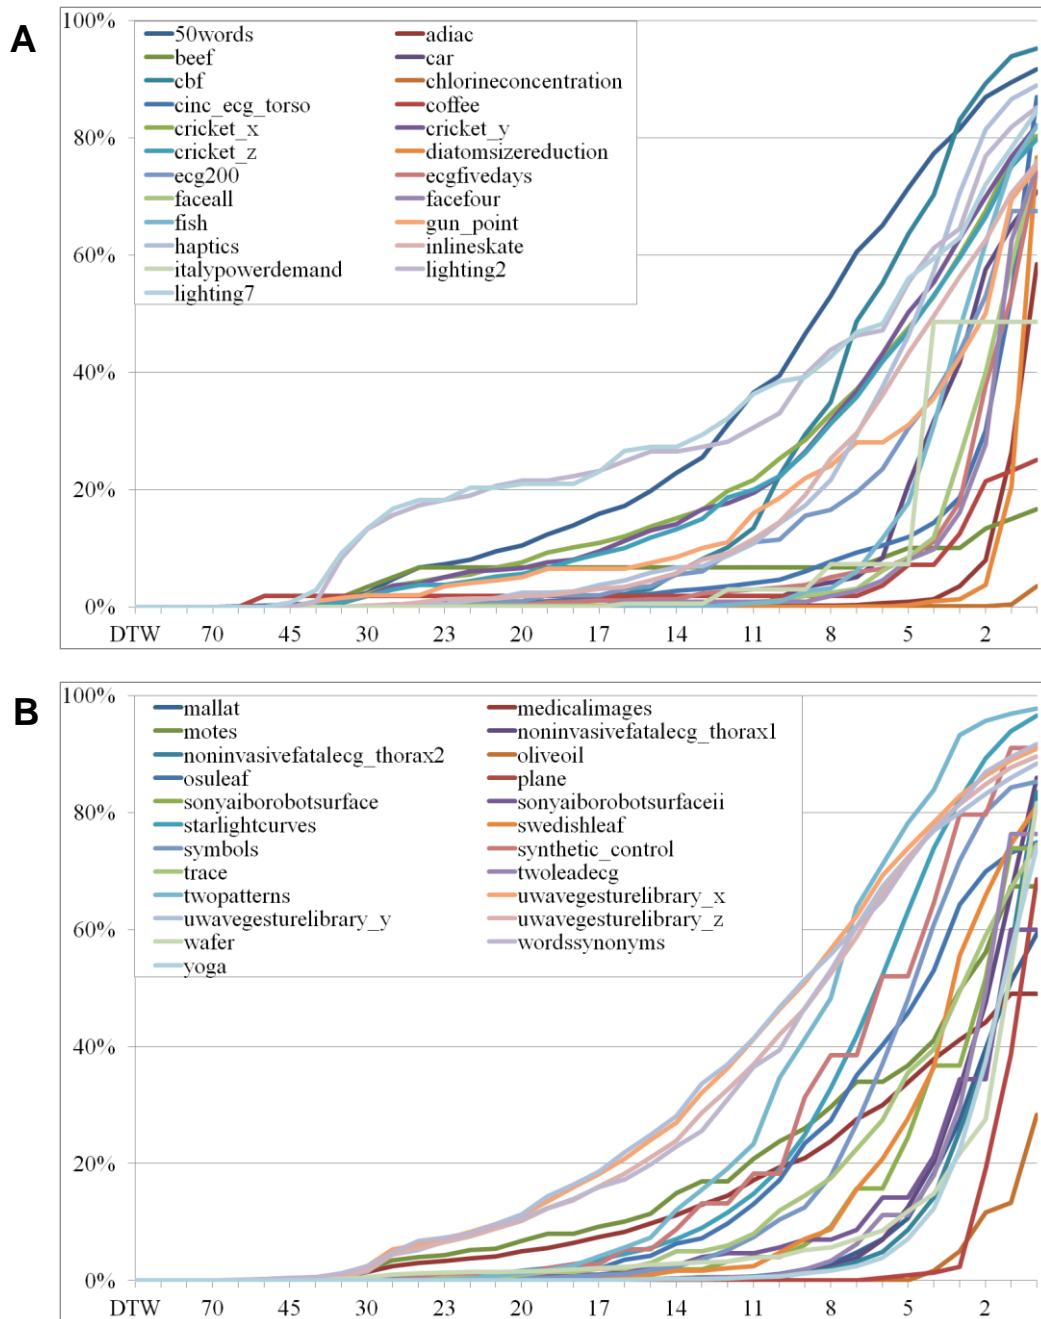 A
100%
80%
60%
40%
20%
0%
50words adiac
beef car
cbf chlorineconcentration
cinc_ecg_torso coffee
cricket_x cricket_y
cricket_z diatomsizereduction
ecg200 ecgfivedays
faceall facefour
fish gun_point
haptics inlineskate
italypowerdemand lighting2
lighting7
DTW 70 45 30 23 20 17 14 11 8 5 2
B
100%
80%
60%
40%
20%
0%
mallat medicalimages
motes noninvasivefatalecg_thorax1
noninvasivefatalecg_thorax2 oliveoil
osuleaf plane
sonyaiborobotsurface sonyaiborobotsurfaceii
starlightcurves swedishleaf
symbols synthetic_control
trace twoleadecg
twopatterns uwavegesturelibrary_x
uwavegesturelibrary_y uwavegesturelibrary_z
wafer wordssynonyms
yoga
DTW 70 45 30 23 20 17 14 11 8 5 2